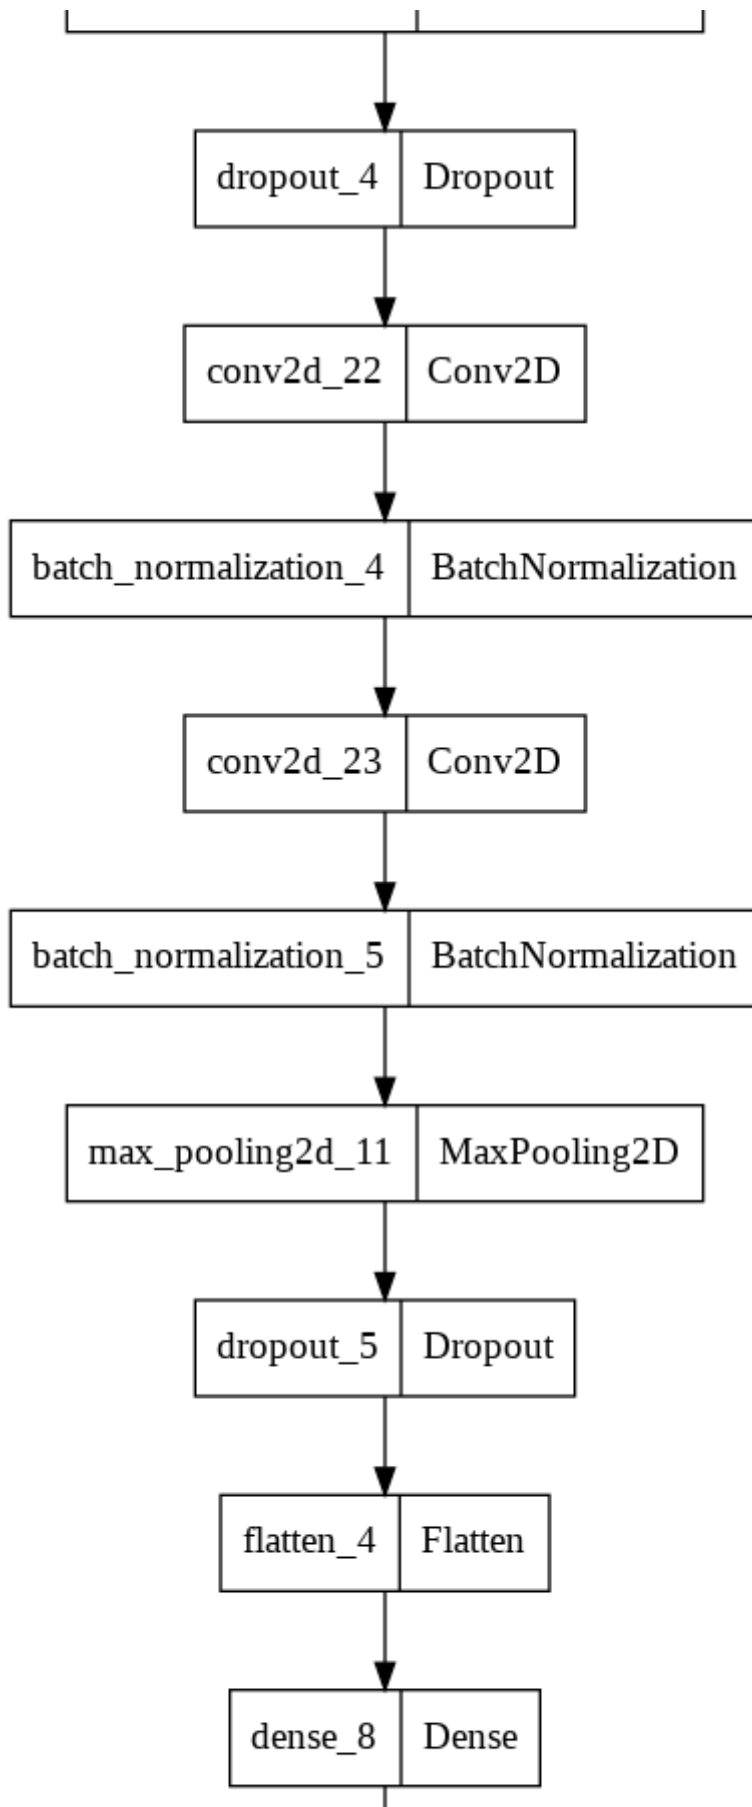 dropout_4 Dropout
conv2d_22 Conv2D
batch_normalization_4 BatchNormalization
conv2d_23 Conv2D
batch_normalization_5 BatchNormalization
max_pooling2d_11 MaxPooling2D
dropout_5 Dropout
flatten_4 Flatten
dense_8 Dense